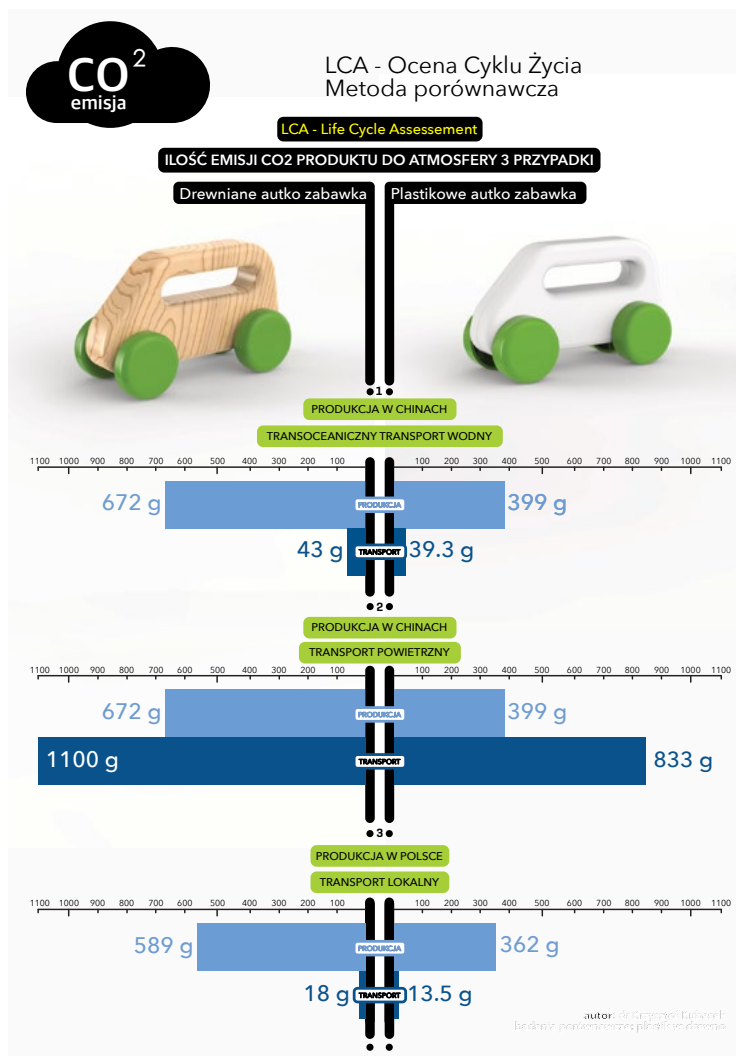 CO2
emisja
LCA - Ocena Cyklu Życia
Metoda porównawcza
LCA - Life Cycle Assessement
ILOŚĆ EMISJI CO2 PRODUKTU DO ATMOSFERY 3 PRZYPADKI
Drewniane autko zabawka
Plastikowe autko zabawka
1
PRODUKCJA W CHINACH
TRANSOCEANICZNY TRANSPORT WODNY
1100 1000 900 800 700 600 500 400 300 200 100 100 200 300 400 500 600 700 800 900 1000 1100
672 g PRODUKCJA 399 g
43 g TRANSPORT 39.3 g
2
PRODUKCJA W CHINACH
TRANSPORT POWIETRZNY
1100 1000 900 800 700 600 500 400 300 200 100 100 200 300 400 500 600 700 800 900 1000 1100
672 g PRODUKCJA 399 g
1100 g TRANSPORT 833 g
3
PRODUKCJA W POLSCE
TRANSPORT LOKALNY
1100 1000 900 800 700 600 500 400 300 200 100 100 200 300 400 500 600 700 800 900 1000 1100
589 g PRODUKCJA 362 g
18 g TRANSPORT 13.5 g
autor: